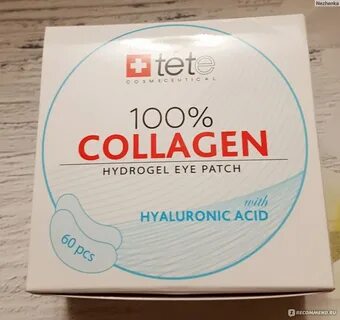 Nezhenka
tete
COSMECEUTICAL
100%
COLLAGEN
HYDROGEL EYE PATCH
with
HYALURONIC ACID
60 pcs
IRECOMMEND.RU